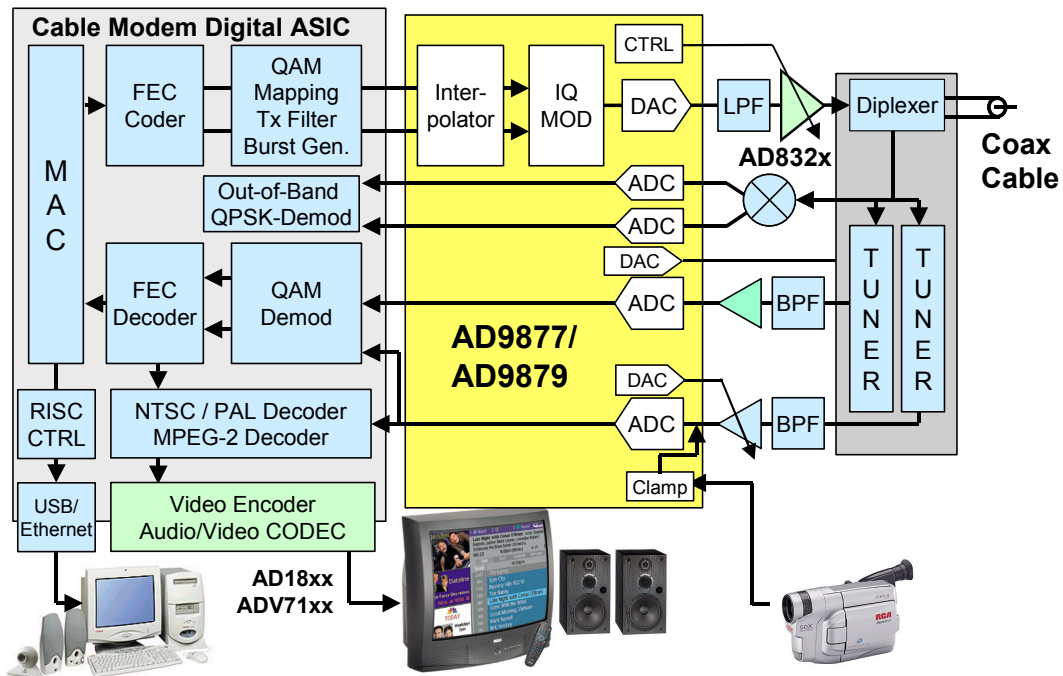 Cable Modem Digital ASIC
M
A
C
FEC
Coder
QAM
Mapping
Tx Filter
Burst Gen.
Inter-
polator
IQ
MOD
DAC
CTRL
LPF
AD832x
Diplexer
Coax
Cable
Out-of-Band
QPSK-Demod
ADC
ADC
DAC
FEC
Decoder
QAM
Demod
ADC
BPF
T
U
N
E
R
T
U
N
E
R
AD9877/
AD9879
DAC
RISC
CTRL
NTSC / PAL Decoder
MPEG-2 Decoder
ADC
BPF
Clamp
USB/
Ethernet
Video Encoder
Audio/Video CODEC
AD18xx
ADV71xx
Dateline
TODAY
RCA